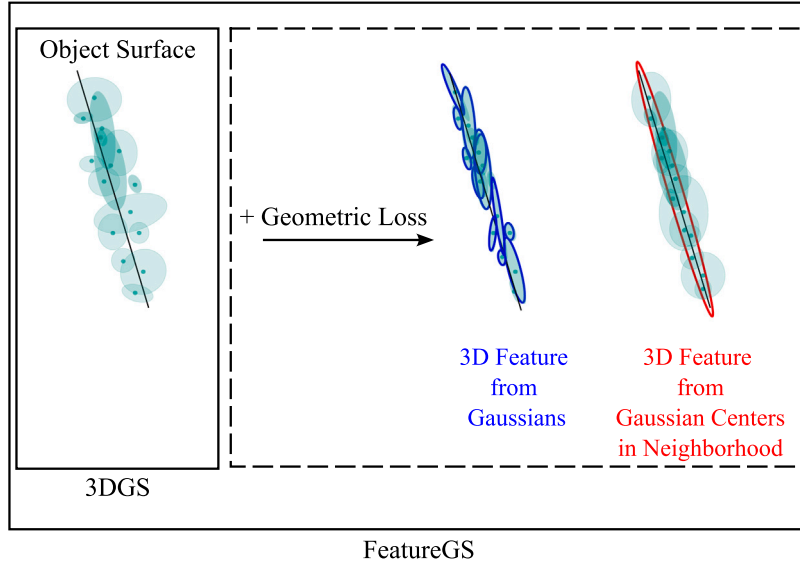 Object Surface
+ Geometric Loss
3D Feature
from
Gaussians
3D Feature
from
Gaussian Centers
in Neighborhood
3DGS
FeatureGS